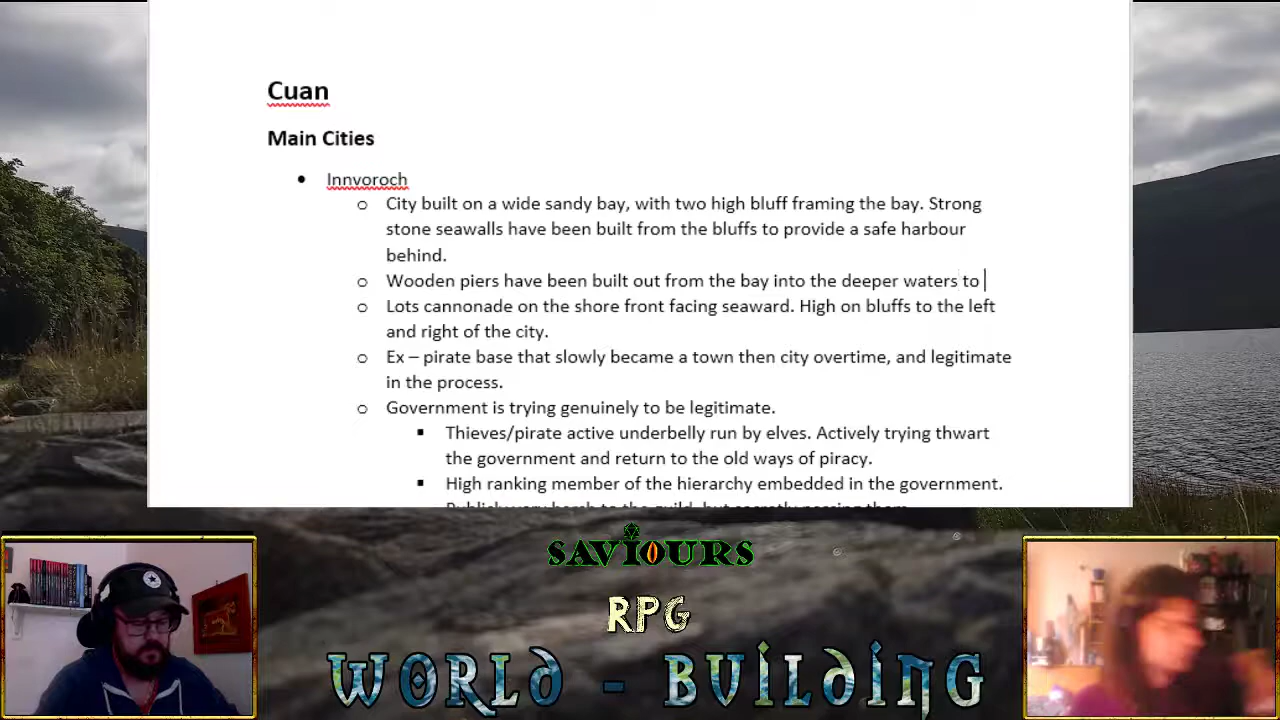 Cuan
Main Cities
Innvoroch
City built on a wide sandy bay, with two high bluff framing the bay. Strong
stone seawalls have been built from the bluffs to provide a safe harbour
behind.
Wooden piers have been built out from the bay into the deeper waters to
Lots cannonade on the shore front facing seaward. High on bluffs to the left
and right of the city.
Ex – pirate base that slowly became a town then city overtime, and legitimate
in the process.
Government is trying genuinely to be legitimate.
Thieves/pirate active underbelly run by elves. Actively trying thwart
the government and return to the old ways of piracy.
High ranking member of the hierarchy embedded in the government.
SAVIOURS
RPG
WORLD - BUILDING